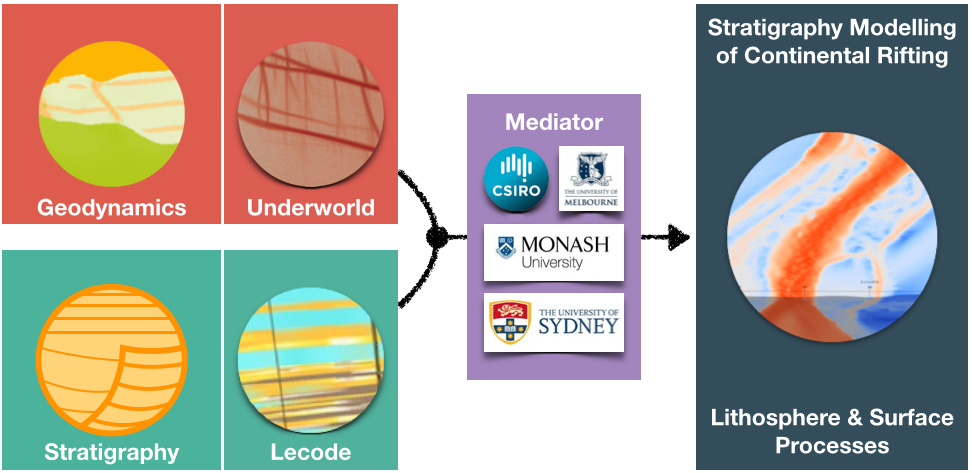 Geodynamics
Underworld
Stratigraphy
Lecode
Mediator
CSIRO
THE UNIVERSITY OF
MELBOURNE
MONASH
University
THE UNIVERSITY OF
SYDNEY
Stratigraphy Modelling
of Continental Rifting
Lithosphere & Surface
Processes